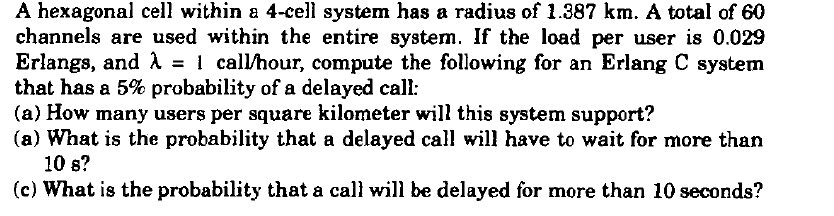 A hexagonal cell within a 4-cell system has a radius of 1.387 km. A total of 60
channels are used within the entire system. If the load per user is 0.029
Erlangs, and λ = 1 call/hour, compute the following for an Erlang C system
that has a 5% probability of a delayed call:
(a) How many users per square kilometer will this system support?
(a) What is the probability that a delayed call will have to wait for more than
10 s?
(c) What is the probability that a call will be delayed for more than 10 seconds?